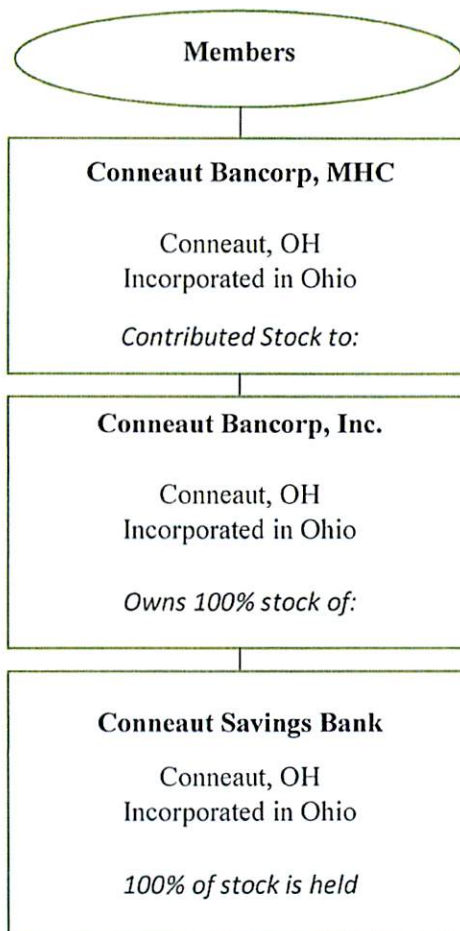 Members
Conneaut Bancorp, MHC
Conneaut, OH
Incorporated in Ohio
Contributed Stock to:
Conneaut Bancorp, Inc.
Conneaut, OH
Incorporated in Ohio
Owns 100% stock of:
Conneaut Savings Bank
Conneaut, OH
Incorporated in Ohio
100% of stock is held